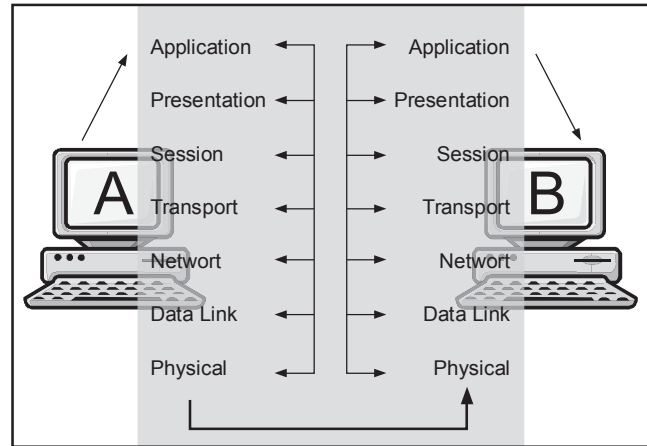 Application Application
Presentation Presentation
Session Session
A Transport Transport B
Networt Networt
Data Link Data Link
Physical Physical